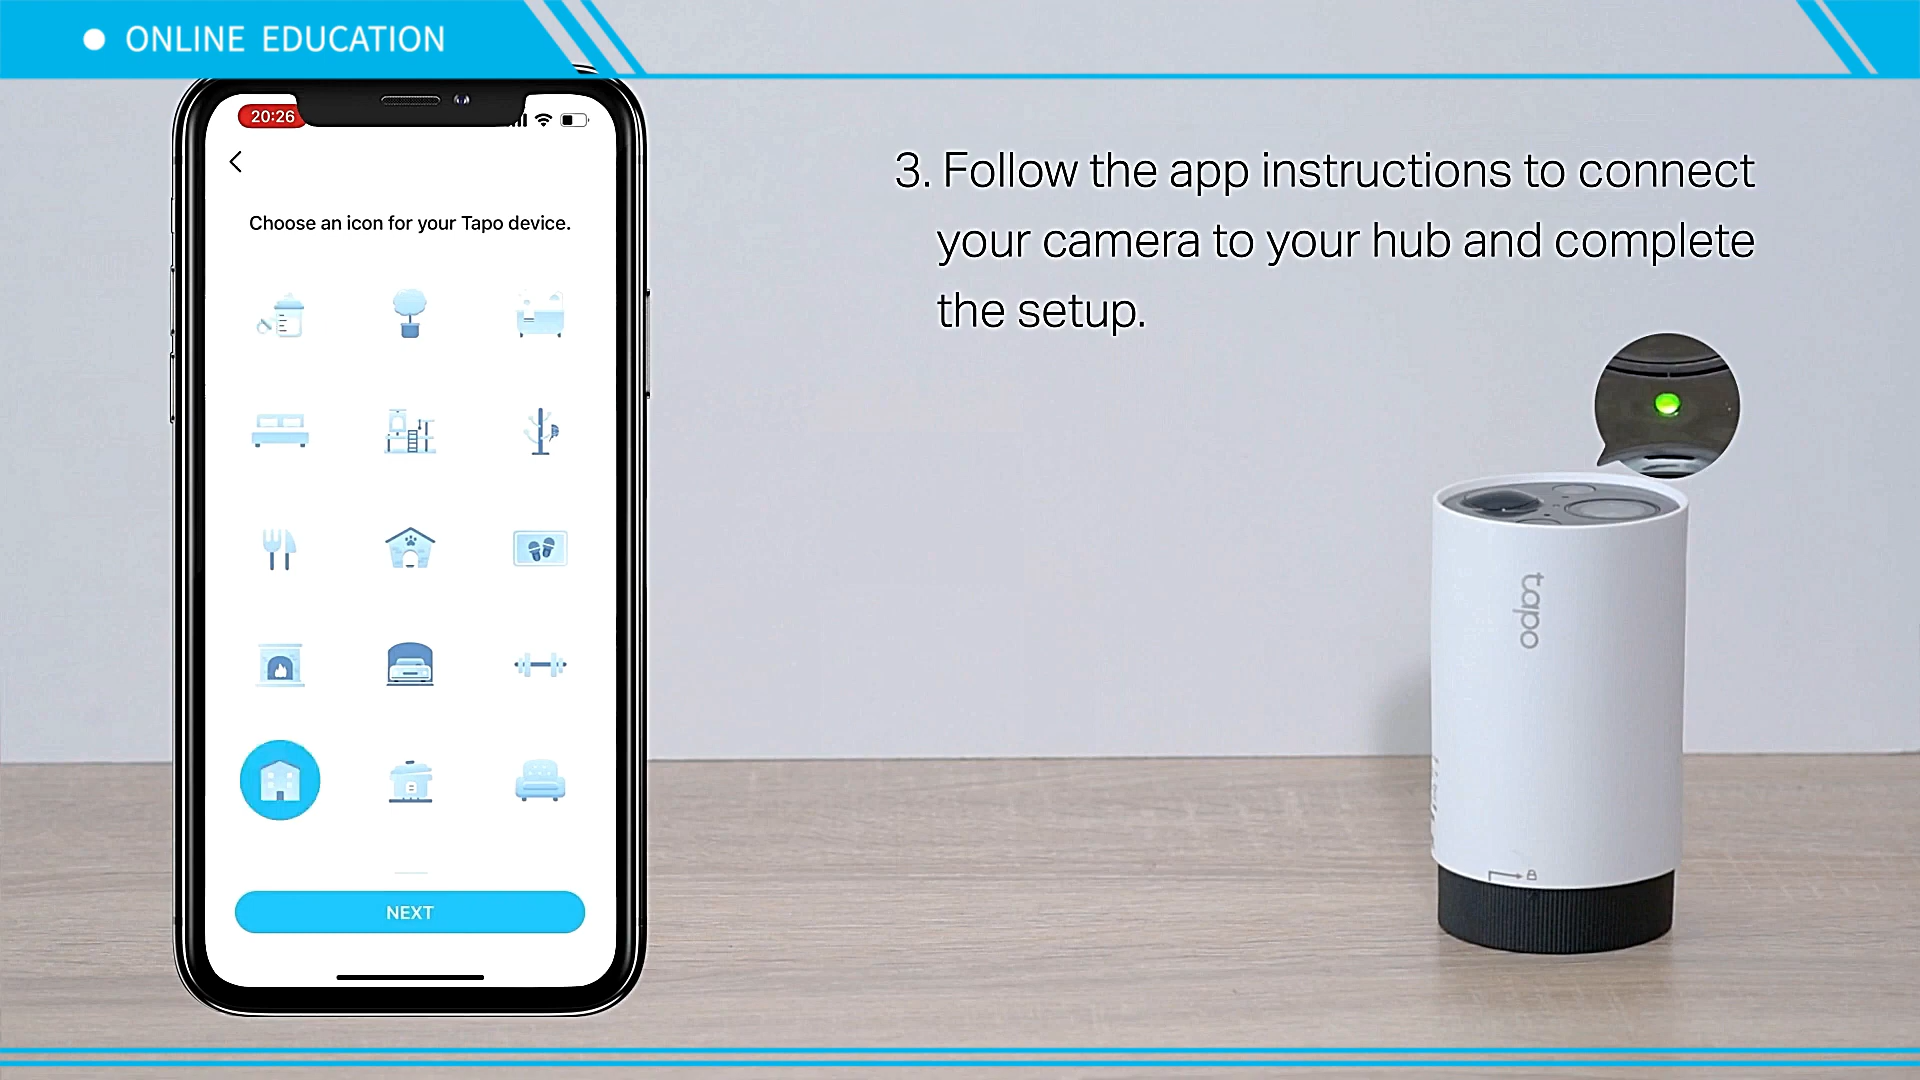 ONLINE EDUCATION
20:26
Choose an icon for your Tapo device.
NEXT
3. Follow the app instructions to connect
your camera to your hub and complete
the setup.
tapo